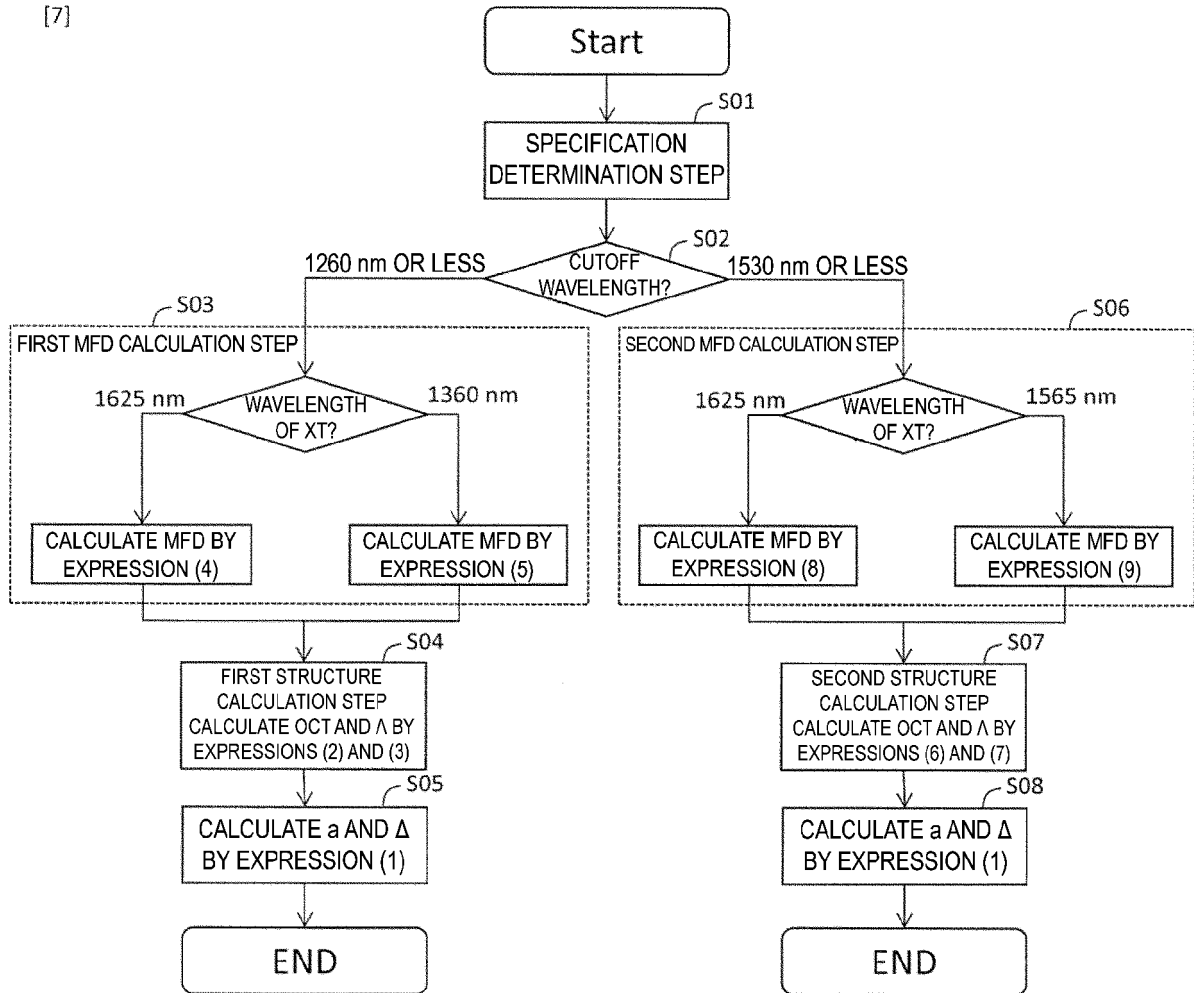 [7]
Start
S01
SPECIFICATION
DETERMINATION STEP
S02
1260 nm OR LESS
CUTOFF
WAVELENGTH?
1530 nm OR LESS
S03
FIRST MFD CALCULATION STEP
1625 nm
WAVELENGTH
OF XT?
1360 nm
CALCULATE MFD BY
EXPRESSION (4)
CALCULATE MFD BY
EXPRESSION (5)
S06
SECOND MFD CALCULATION STEP
1625 nm
WAVELENGTH
OF XT?
1565 nm
CALCULATE MFD BY
EXPRESSION (8)
CALCULATE MFD BY
EXPRESSION (9)
S04
FIRST STRUCTURE
CALCULATION STEP
CALCULATE OCT AND Λ BY
EXPRESSIONS (2) AND (3)
S05
CALCULATE a AND Δ
BY EXPRESSION (1)
END
S07
SECOND STRUCTURE
CALCULATION STEP
CALCULATE OCT AND Λ BY
EXPRESSIONS (6) AND (7)
S08
CALCULATE a AND Δ
BY EXPRESSION (1)
END